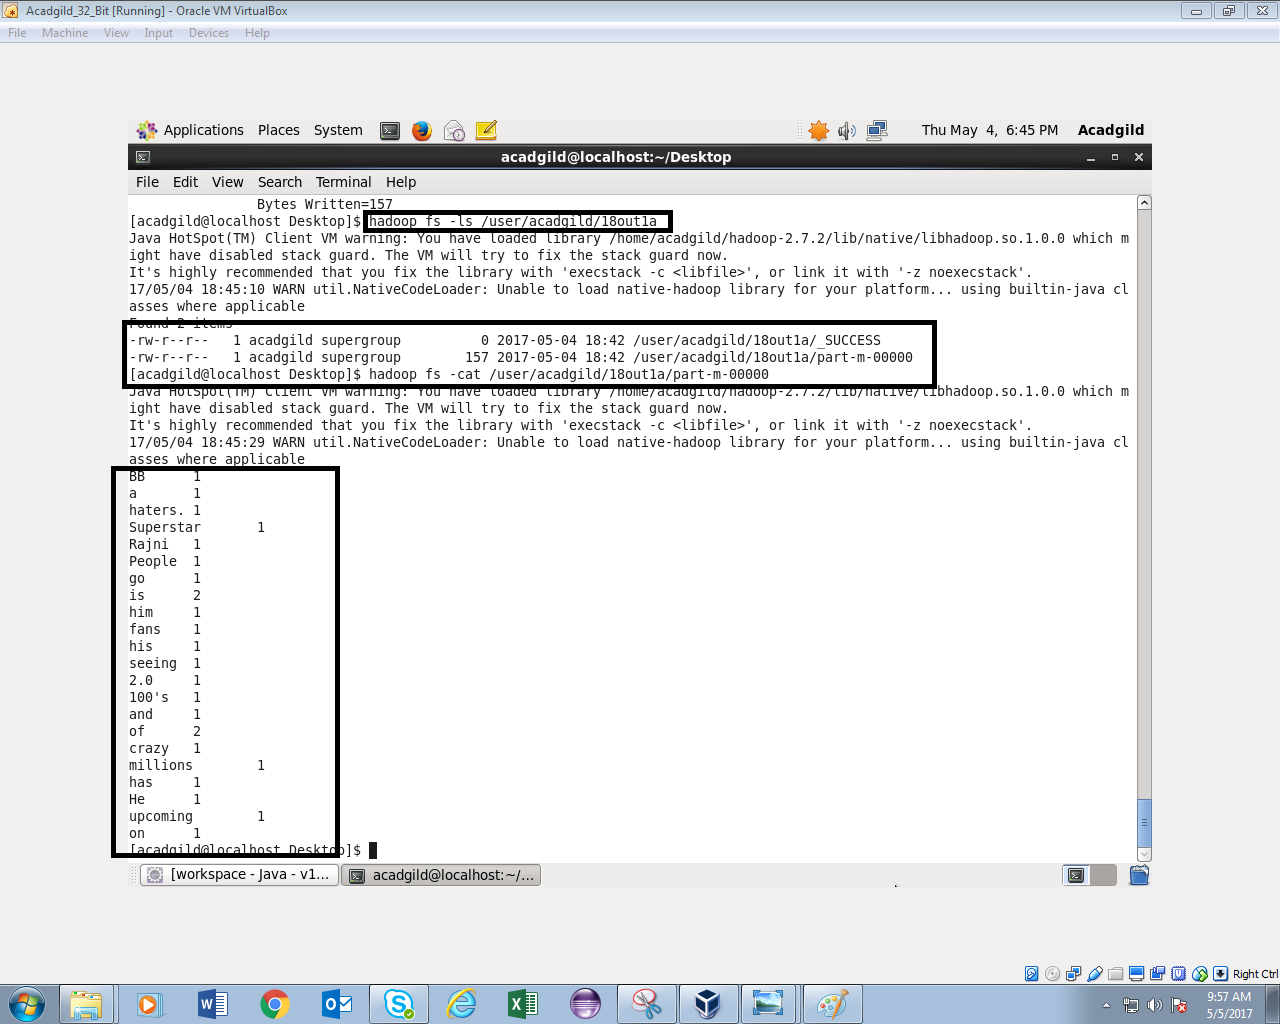 Acadgild_32_Bit [Running] - Oracle VM VirtualBox
File Machine View Input Devices Help
Applications Places System Thu May 4, 6:45 PM Acadgild
acadgild@localhost:~/Desktop
File Edit View Search Terminal Help
Bytes Written=157
[acadgild@localhost Desktop]$ hadoop fs -ls /user/acadgild/18out1a
Java HotSpot(TM) Client VM warning: You have loaded library /home/acadgild/hadoop-2.7.2/lib/native/libhadoop.so.1.0.0 which m
ight have disabled stack guard. The VM will try to fix the stack guard now.
It's highly recommended that you fix the library with 'execstack -c <libfile>', or link it with '-z noexecstack'.
17/05/04 18:45:10 WARN util.NativeCodeLoader: Unable to load native-hadoop library for your platform... using builtin-java cl
asses where applicable
Found 2 items
-rw-r--r-- 1 acadgild supergroup 0 2017-05-04 18:42 /user/acadgild/18out1a/_SUCCESS
-rw-r--r-- 1 acadgild supergroup 157 2017-05-04 18:42 /user/acadgild/18out1a/part-m-00000
[acadgild@localhost Desktop]$ hadoop fs -cat /user/acadgild/18out1a/part-m-00000
Java HotSpot(TM) Client VM warning: You have loaded library /home/acadgild/hadoop-2.7.2/lib/native/libhadoop.so.1.0.0 which m
ight have disabled stack guard. The VM will try to fix the stack guard now.
It's highly recommended that you fix the library with 'execstack -c <libfile>', or link it with '-z noexecstack'.
17/05/04 18:45:29 WARN util.NativeCodeLoader: Unable to load native-hadoop library for your platform... using builtin-java cl
asses where applicable
BB 1
a 1
haters. 1
Superstar 1
Rajni 1
People 1
go 1
is 2
him 1
fans 1
his 1
seeing 1
2.0 1
100's 1
and 1
of 2
crazy 1
millions 1
has 1
He 1
upcoming 1
on 1
[acadgild@localhost Desktop]$
[workspace - Java - v1... acadgild@localhost:~/...
Right Ctrl
9:57 AM
5/5/2017